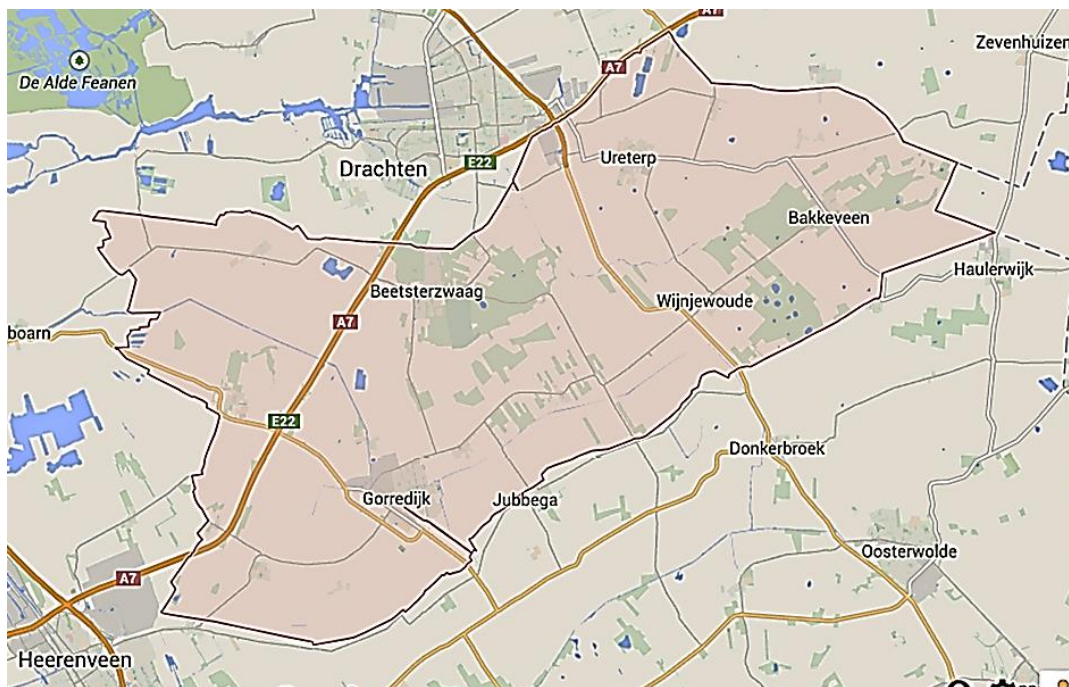 A7
Zevenhuizen
De Alde Feanen
A7
Ureterp
E22
Drachten
Bakkeveen
Haulerwijk
Beetsterzwaag
Wijnjewoude
A7
boarn
E22
Donkerbroek
Gorredijk
Jubbega
Oosterwolde
A7
Heerenveen